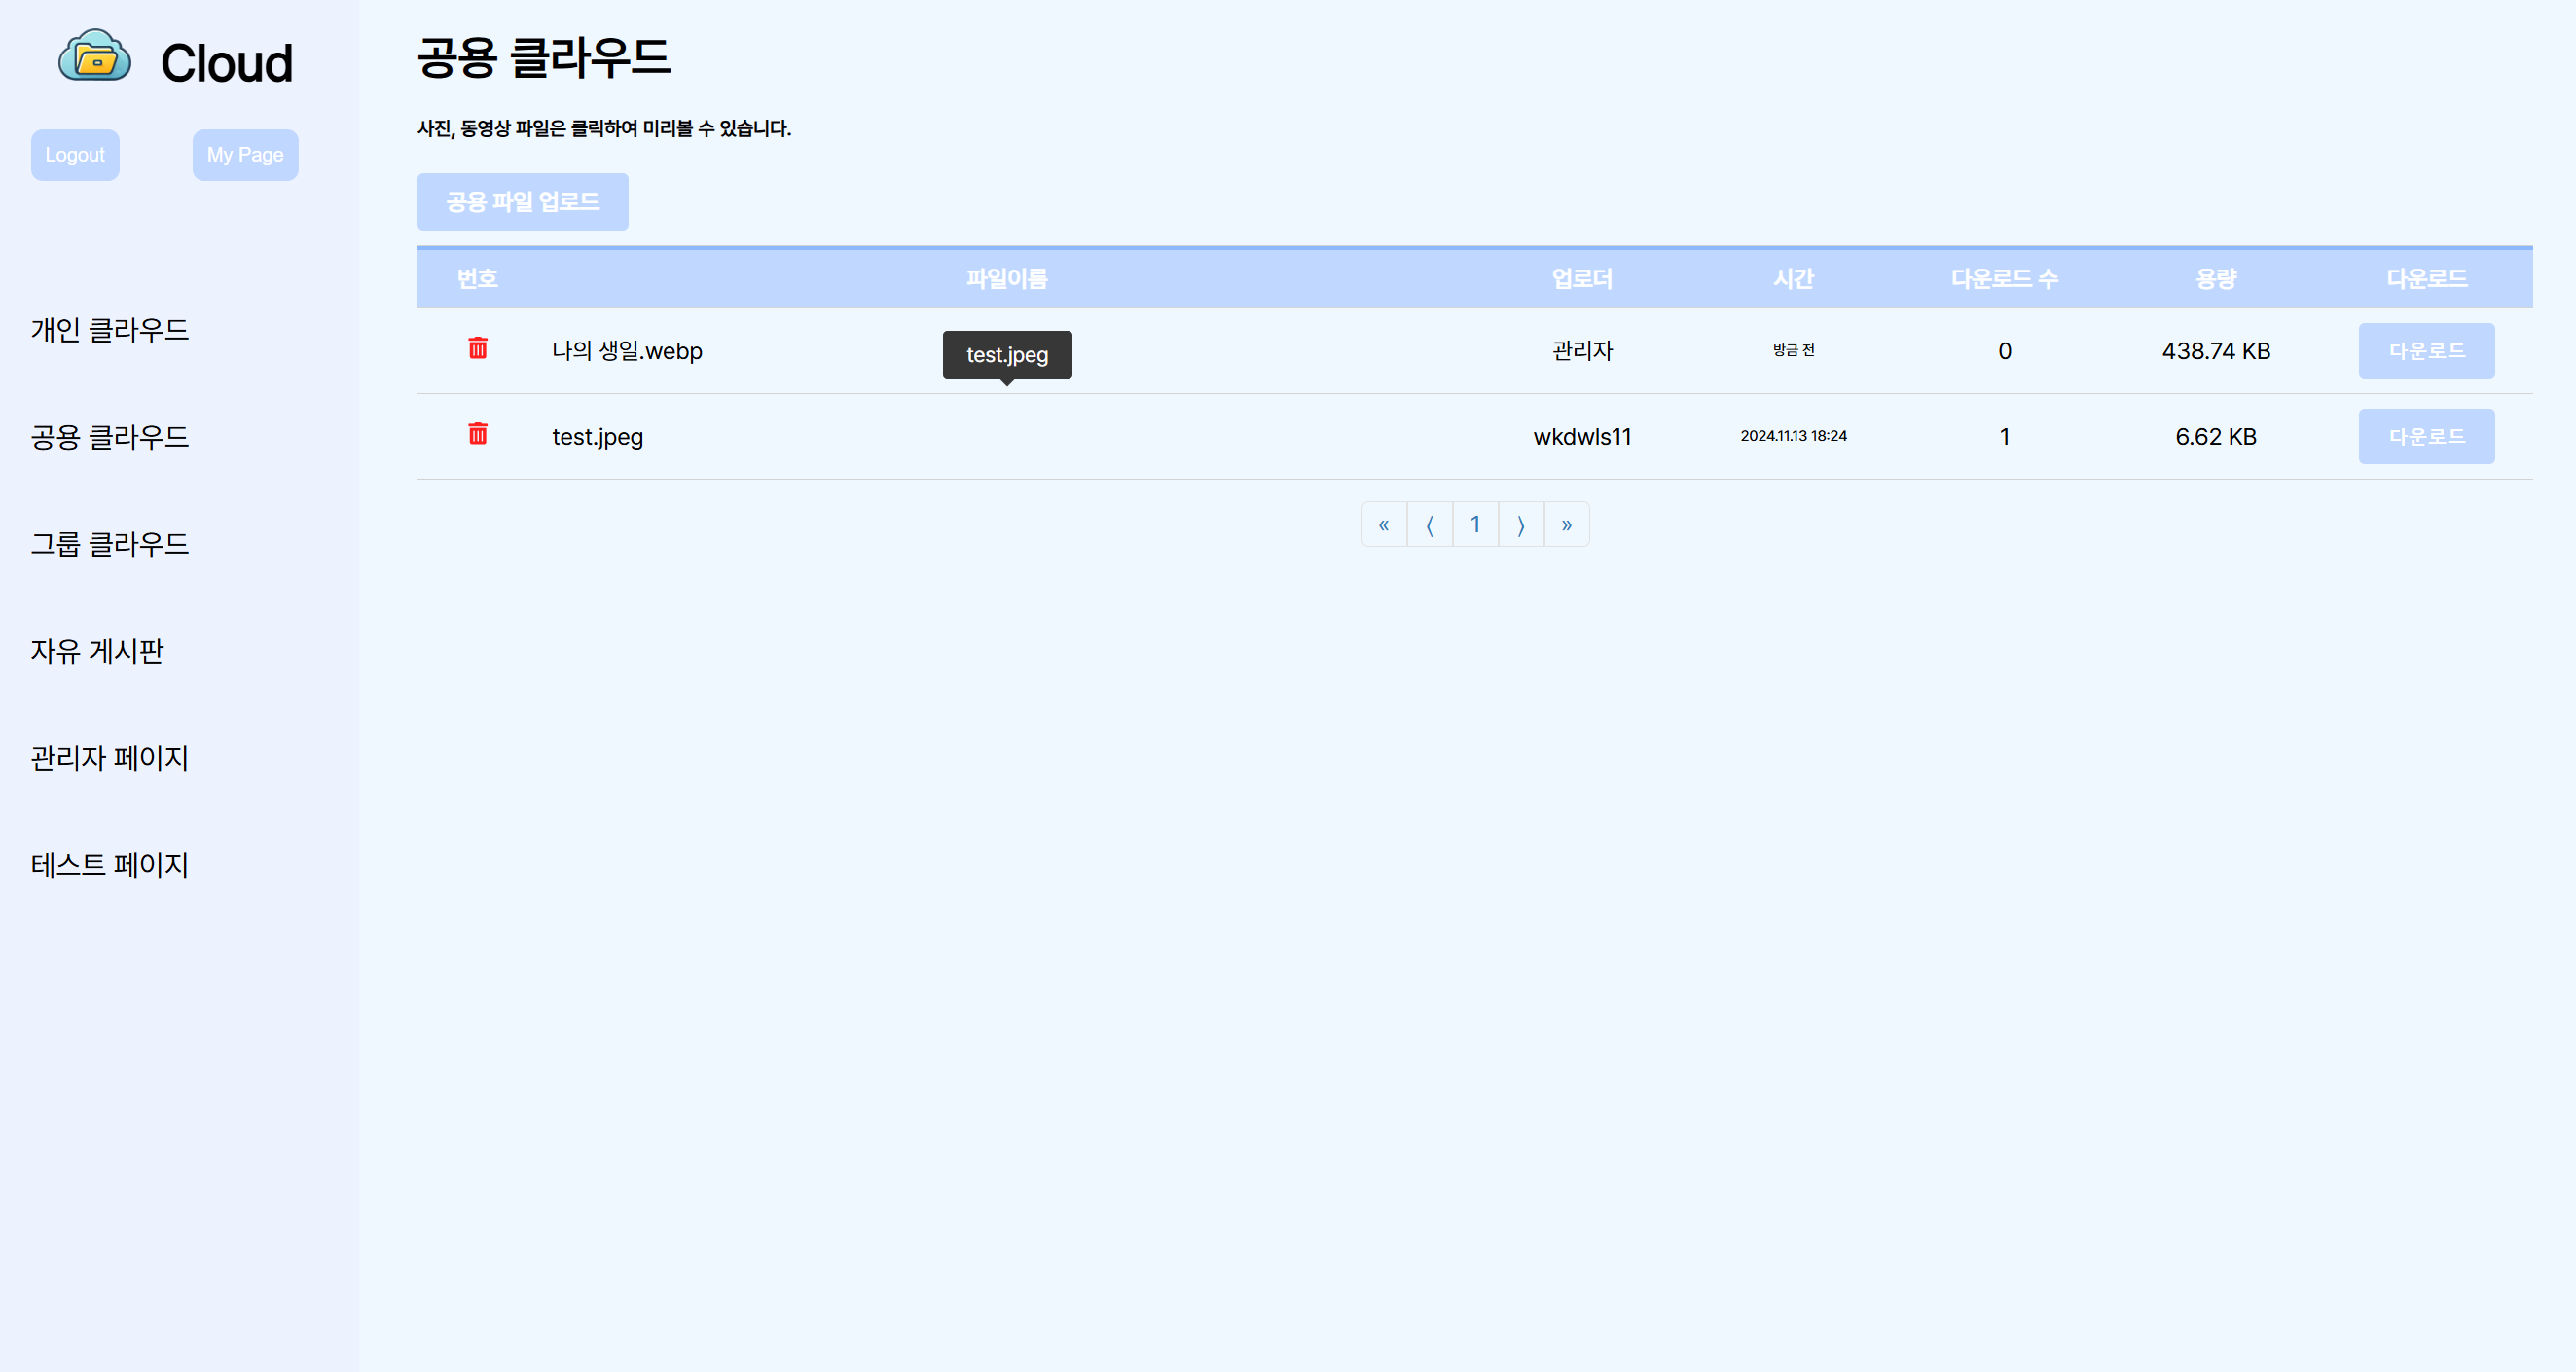 Cloud
Logout
My Page
개인 클라우드
공용 클라우드
그룹 클라우드
자유 게시판
관리자 페이지
테스트 페이지
공용 클라우드
사진, 동영상 파일은 클릭하여 미리볼 수 있습니다.
공용 파일 업로드
번호 파일이름 업로더 시간 다운로드 수 용량 다운로드
나의 생일.webp 관리자 방금 전 0 438.74 KB 다운로드
test.jpeg
test.jpeg wkdwls11 2024.11.13 18:24 1 6.62 KB 다운로드
« ⟨ 1 ⟩ »